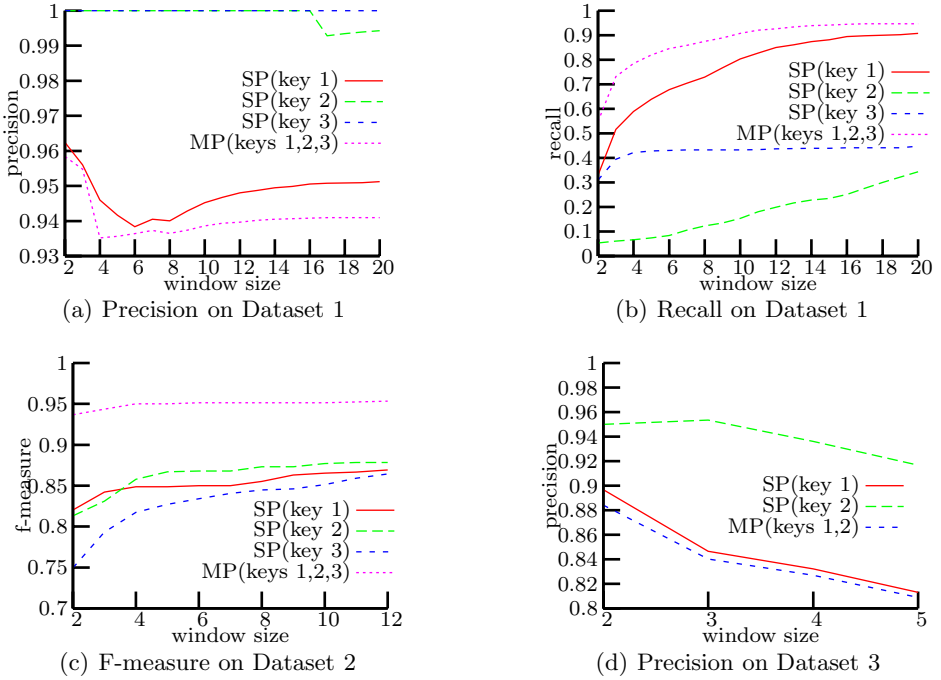 1
0.99
0.98
0.97
0.96
0.95
0.94
0.93
precision
SP(key 1)
SP(key 2)
SP(key 3)
MP(keys 1,2,3)
2 4 6 8 10 12 14 16 18 20
window size
(a) Precision on Dataset 1
1
0.9
0.8
0.7
0.6
0.5
0.4
0.3
0.2
0.1
0
recall
SP(key 1)
SP(key 2)
SP(key 3)
MP(keys 1,2,3)
2 4 6 8 10 12 14 16 18 20
window size
(b) Recall on Dataset 1
1
0.95
0.9
0.85
0.8
0.75
0.7
f-measure
SP(key 1)
SP(key 2)
SP(key 3)
MP(keys 1,2,3)
2 4 6 8 10 12
window size
(c) F-measure on Dataset 2
1
0.98
0.96
0.94
0.92
0.9
0.88
0.86
0.84
0.82
0.8
precision
SP(key 1)
SP(key 2)
MP(keys 1,2)
2 3 4 5
window size
(d) Precision on Dataset 3